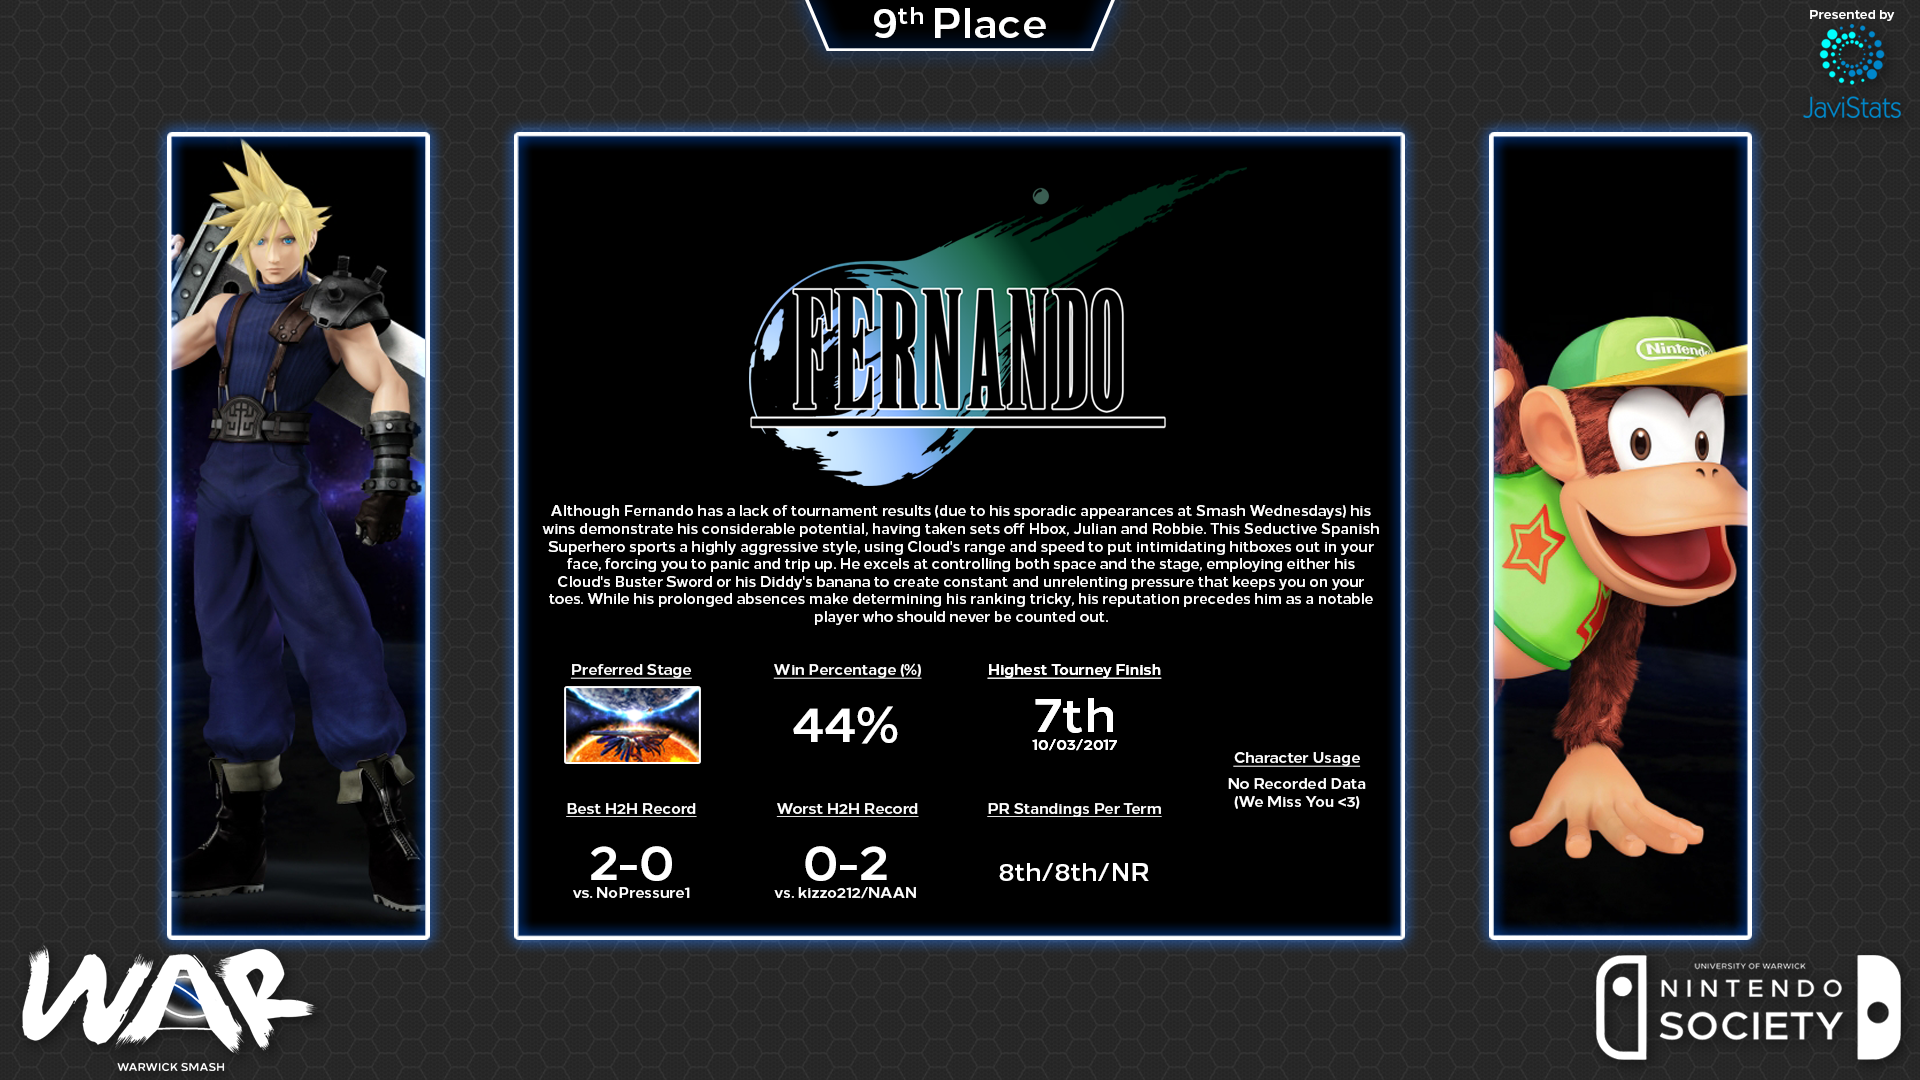 9th Place
Presented by
JaviStats
Nintendo
FERNANDO
Although Fernando has a lack of tournament results (due to his sporadic appearances at Smash Wednesdays) his
wins demonstrate his considerable potential, having taken sets off Hbox, Julian and Robbie. This Seductive Spanish
Superhero sports a highly aggressive style, using Cloud's range and speed to put intimidating hitboxes out in your
face, forcing you to panic and trip up. He excels at controlling both space and the stage, employing either his
Cloud's Buster Sword or his Diddy's banana to create constant and unrelenting pressure that keeps you on your
toes. While his prolonged absences make determining his ranking tricky, his reputation precedes him as a notable
player who should never be counted out.
Preferred Stage
Win Percentage (%)
44%
Highest Tourney Finish
7th
10/03/2017
Character Usage
No Recorded Data
(We Miss You <3)
Best H2H Record
2-0
vs. NoPressure1
Worst H2H Record
0-2
vs. kizzo212/NAAN
PR Standings Per Term
8th/8th/NR
WAR
WARWICK SMASH
UNIVERSITY OF WARWICK
NINTENDO
SOCIETY